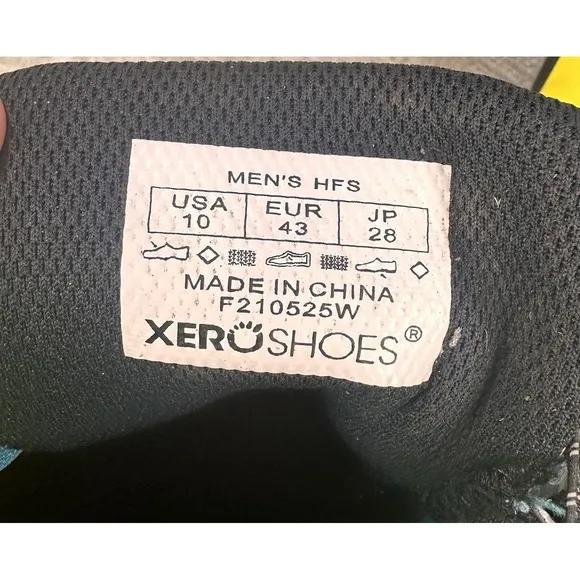 MEN'S HFS
USA EUR JP
10 43 28
MADE IN CHINA
F210525W
XEROSHOES®